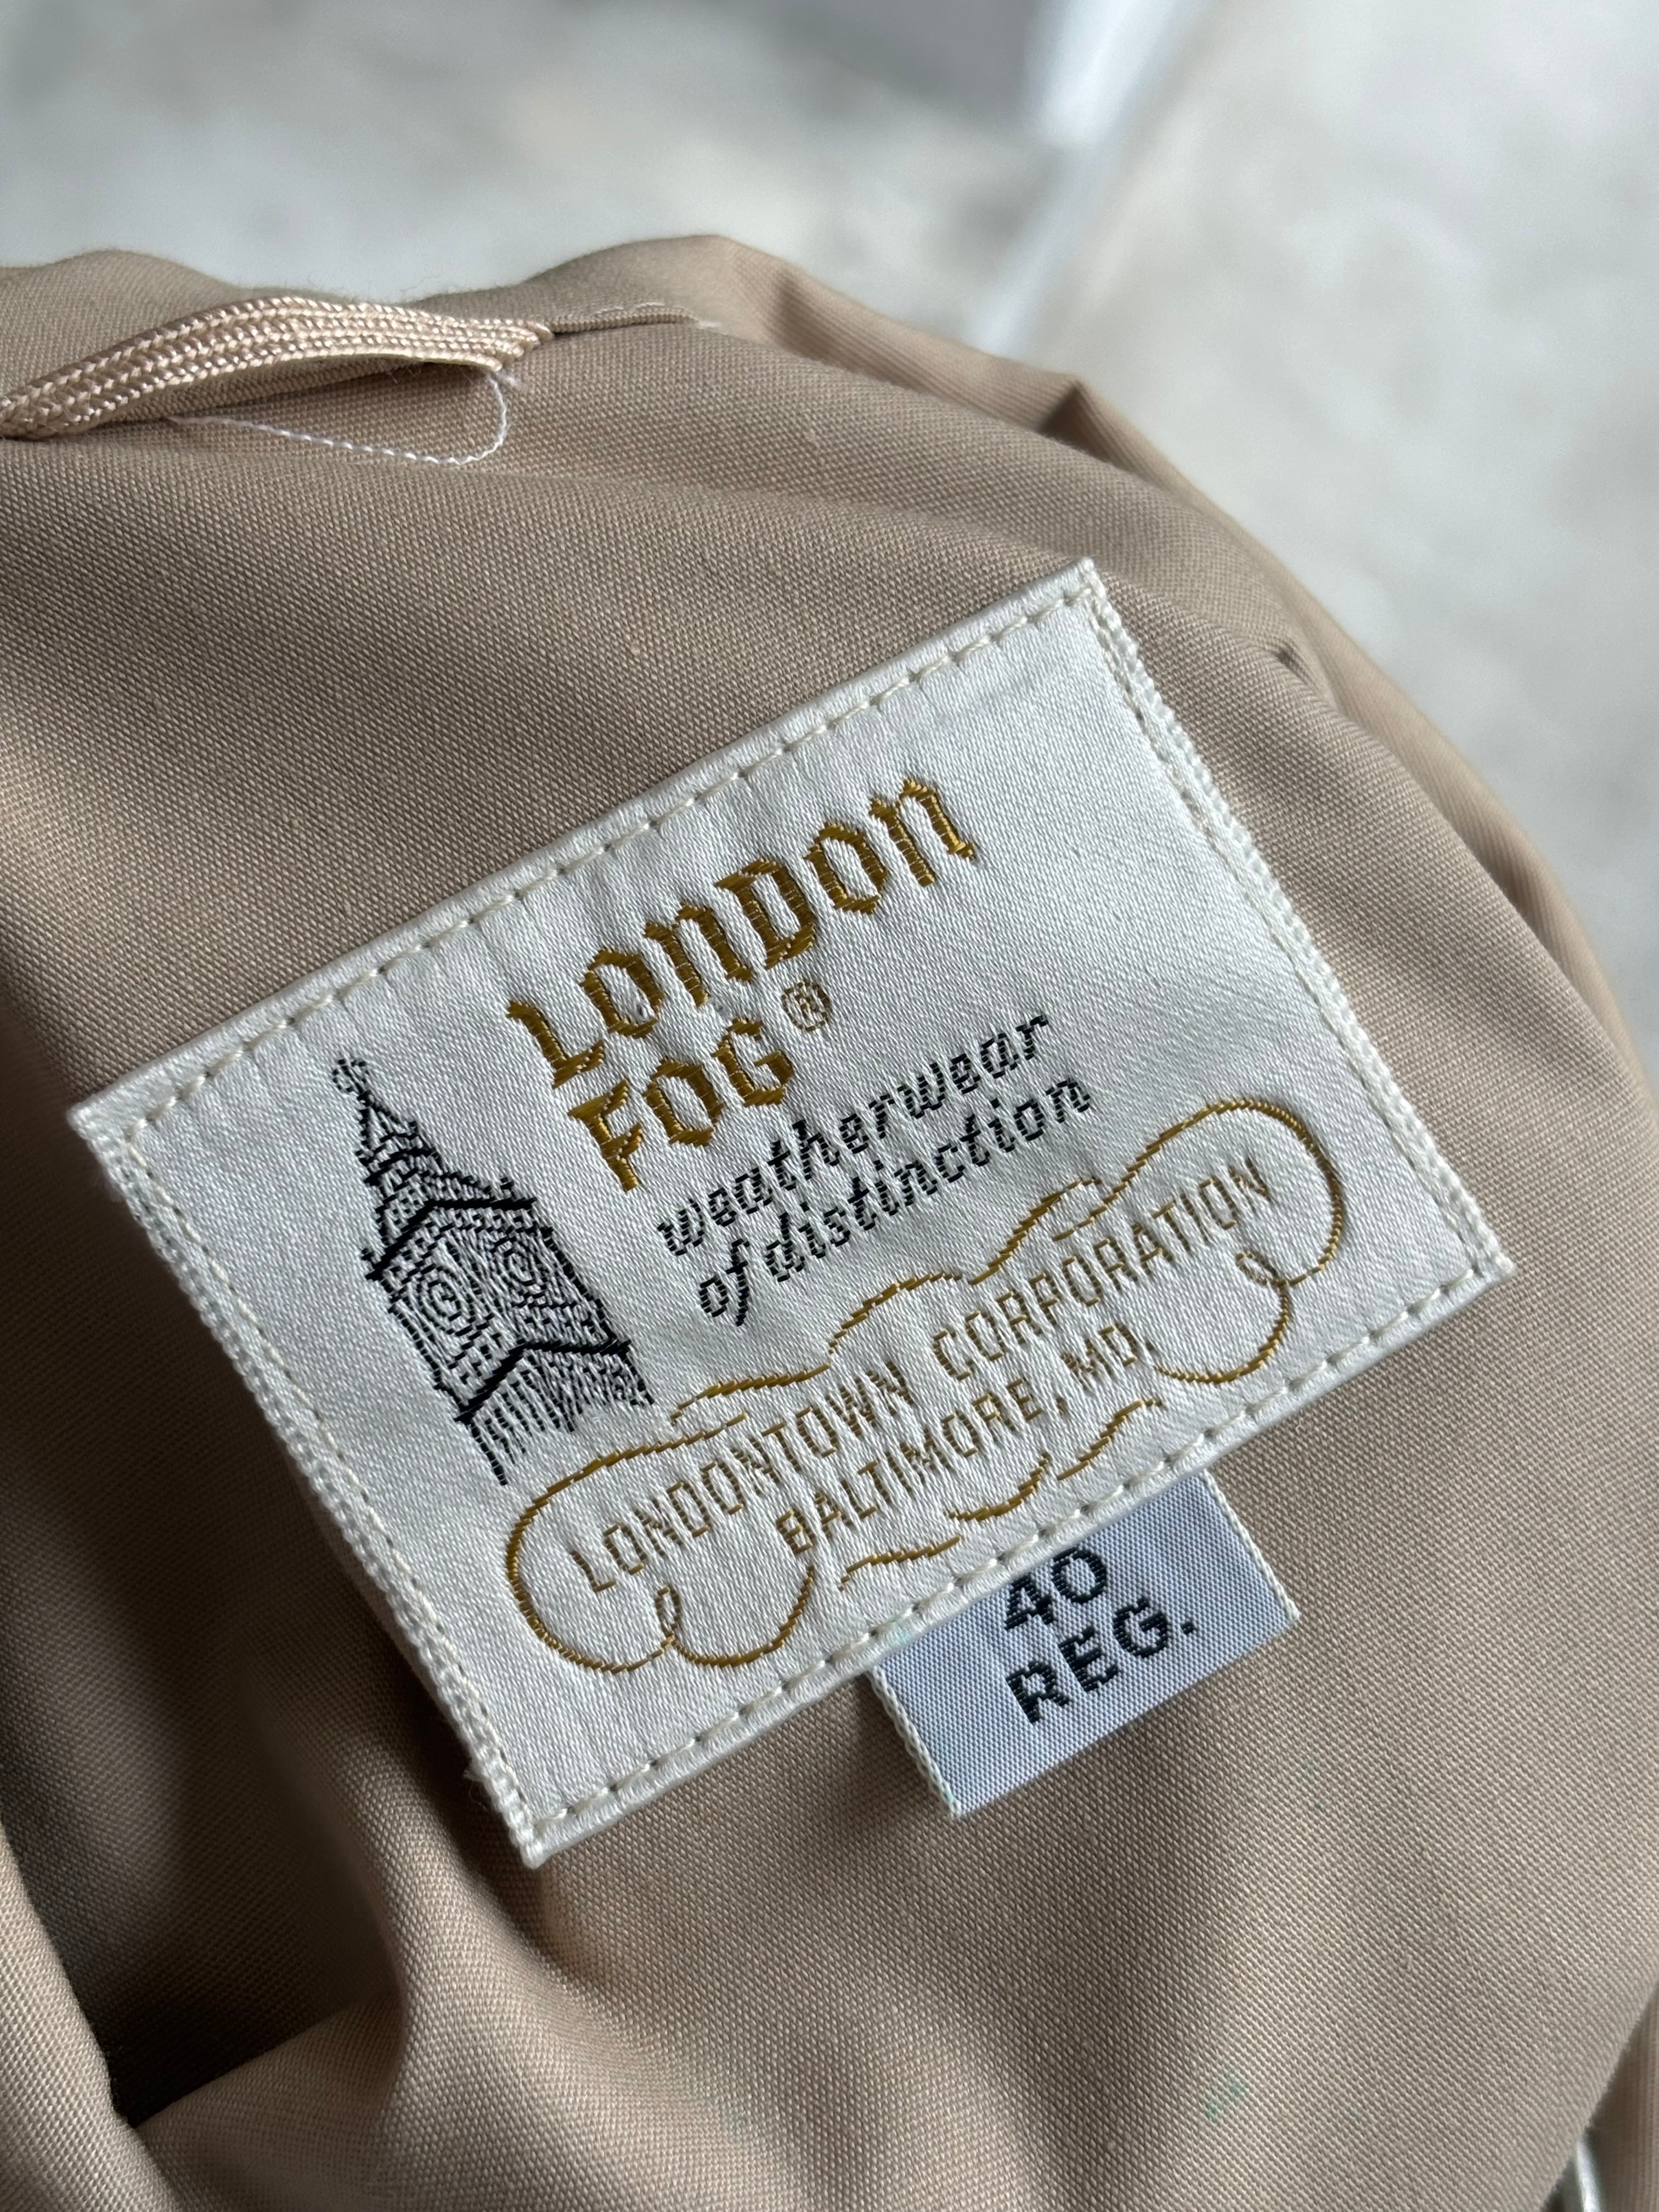 LONDON
FOG®
weatherwear
of distinction
LONDONTOWN CORPORATION
BALTIMORE, MD.
40
REG.